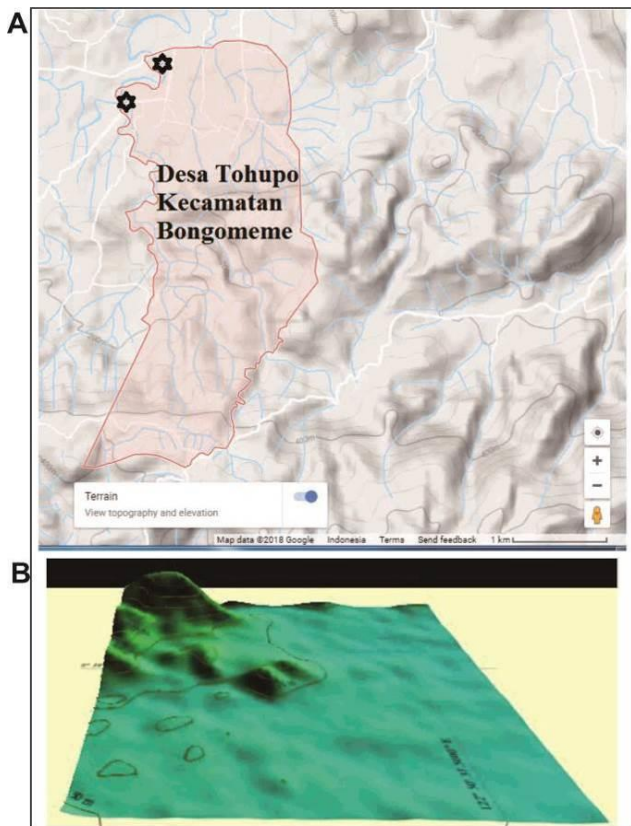 A
Desa Tohupo
Kecamatan
Bongomeme
Terrain
View topography and elevation
+
−
Map data ©2018 Google Indonesia Terms Send feedback 1 km
B
50 m